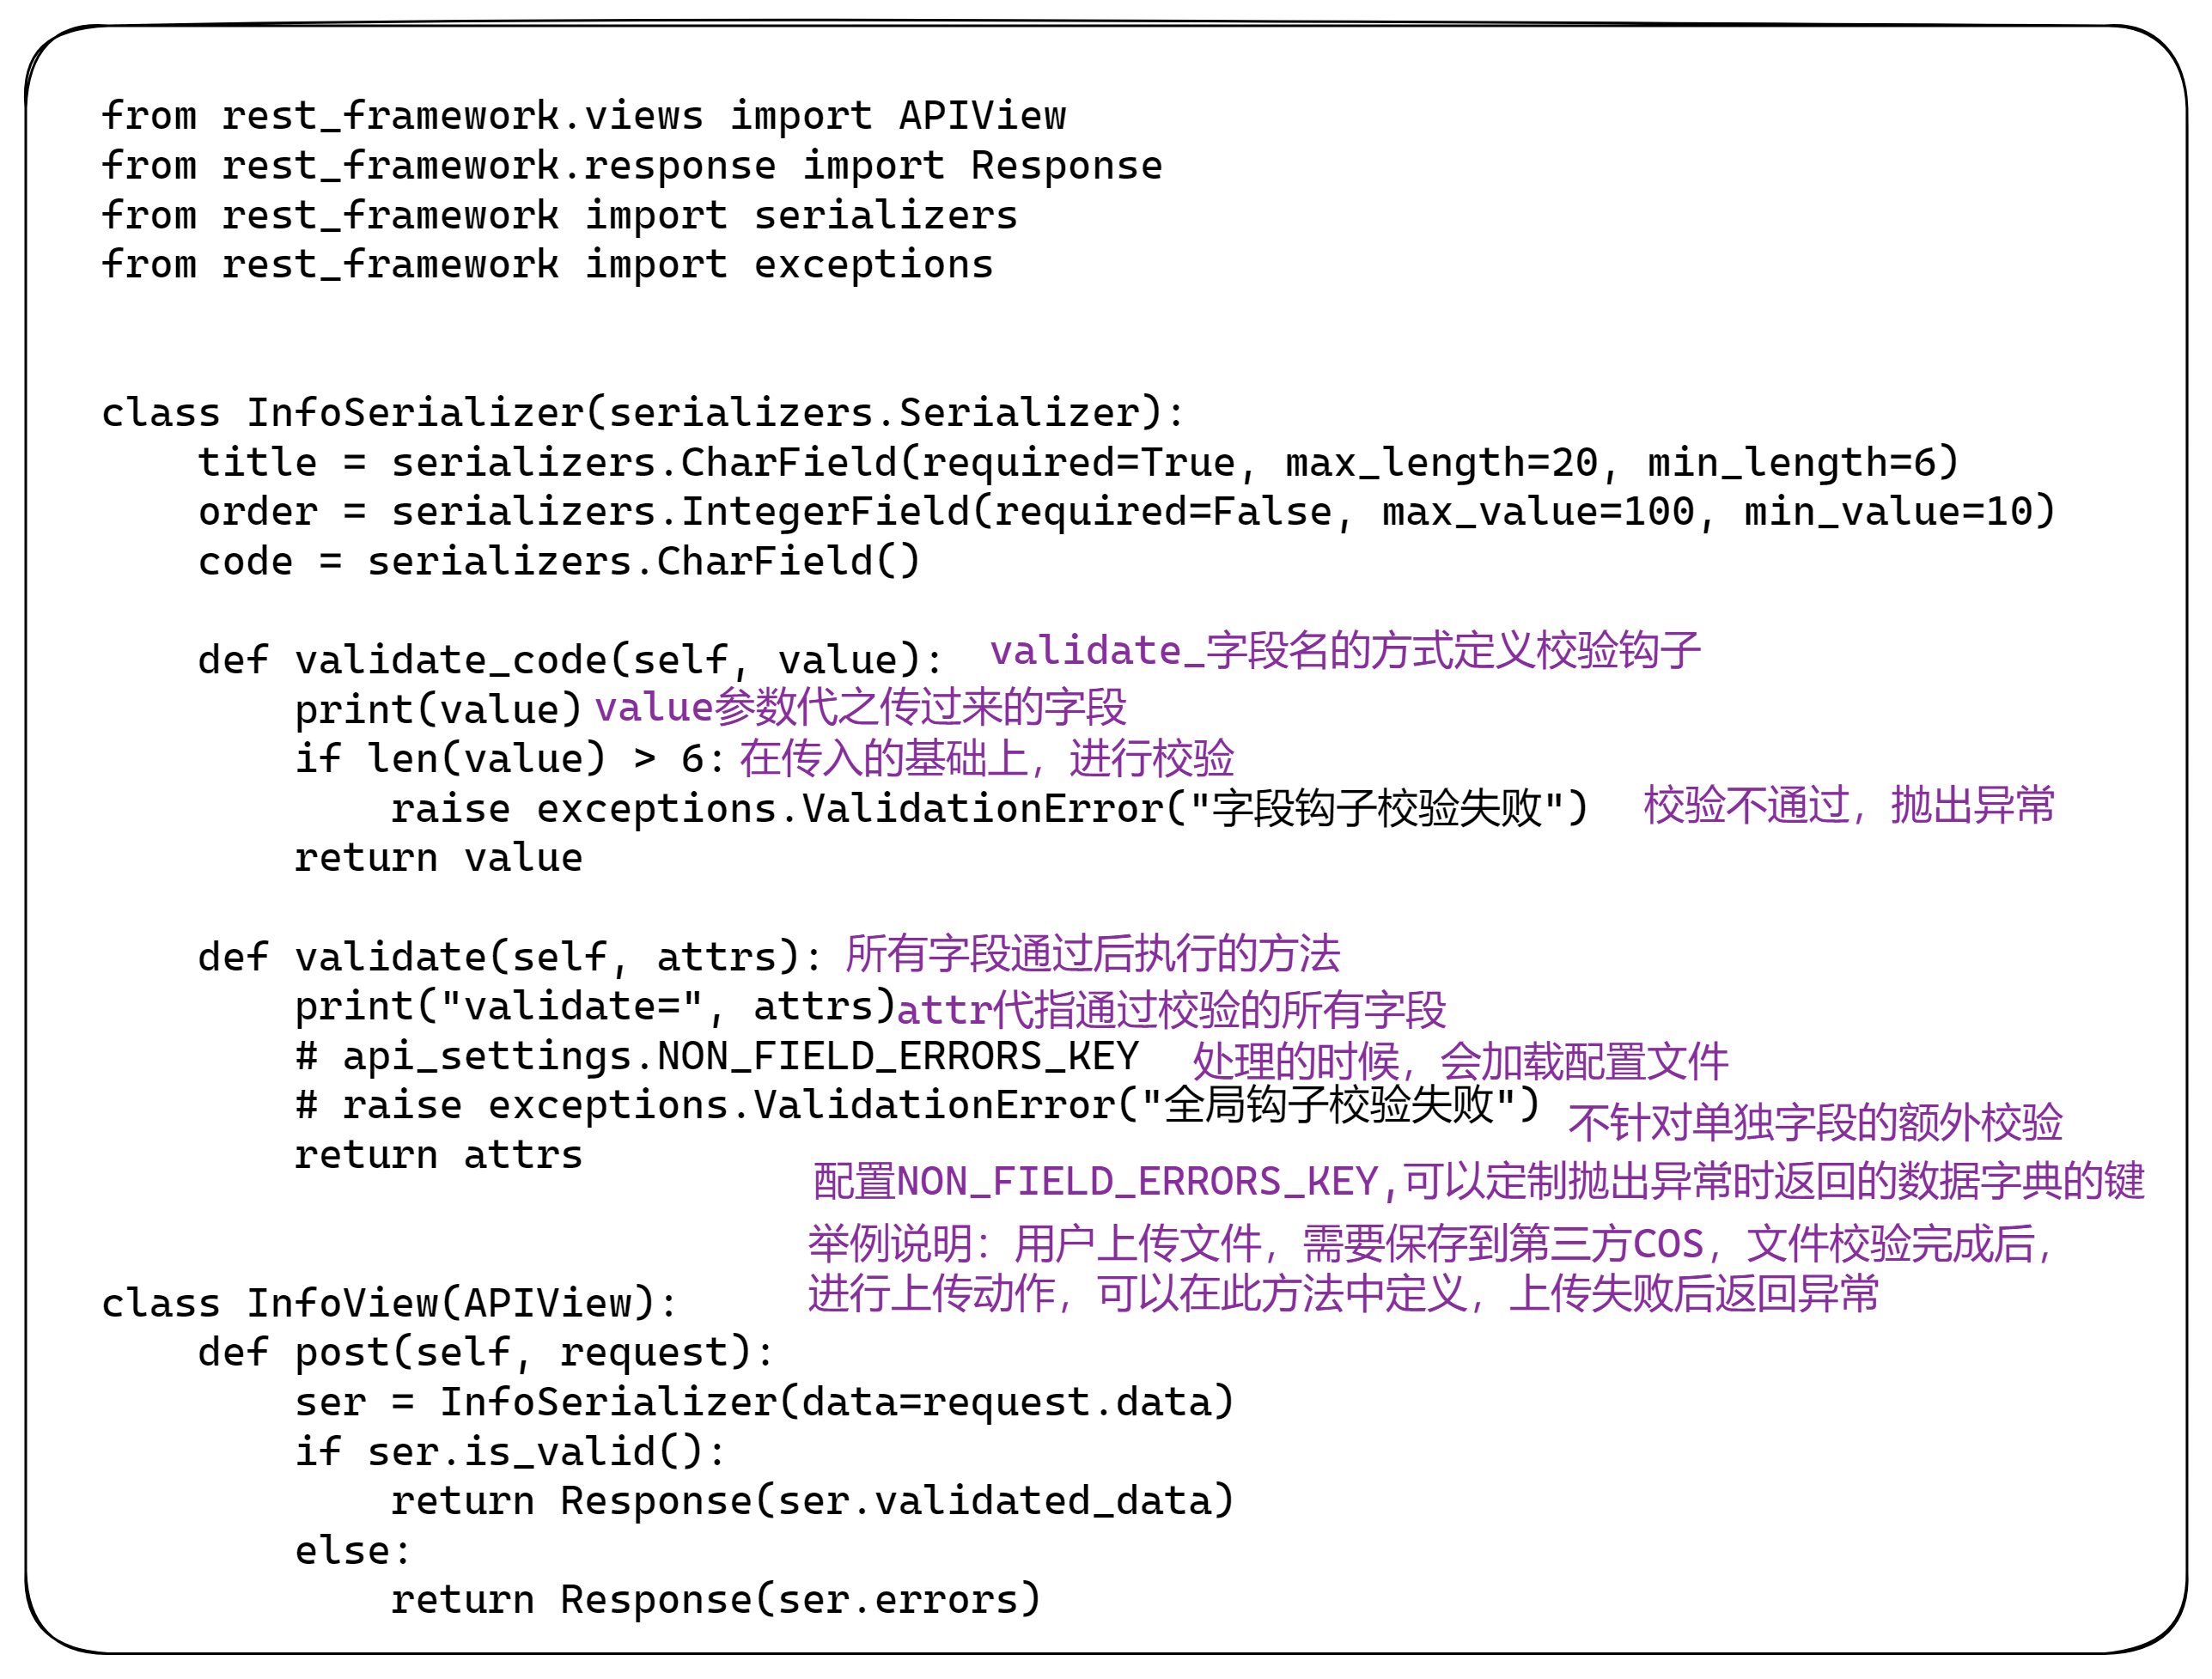 from rest_framework.views import APIView
from rest_framework.response import Response
from rest_framework import serializers
from rest_framework import exceptions
class InfoSerializer(serializers.Serializer):
title = serializers.CharField(required=True, max_length=20, min_length=6)
order = serializers.IntegerField(required=False, max_value=100, min_value=10)
code = serializers.CharField()
def validate_code(self, value): validate_字段名的方式定义校验钩子
print(value) value参数代之传过来的字段
if len(value) > 6: 在传入的基础上，进行校验
raise exceptions.ValidationError("字段钩子校验失败") 校验不通过，抛出异常
return value
def validate(self, attrs): 所有字段通过后执行的方法
print("validate=", attrs) attr代指通过校验的所有字段
# api_settings.NON_FIELD_ERRORS_KEY 处理的时候，会加载配置文件
# raise exceptions.ValidationError("全局钩子校验失败") 不针对单独字段的额外校验
return attrs
配置NON_FIELD_ERRORS_KEY,可以定制抛出异常时返回的数据字典的键
举例说明：用户上传文件，需要保存到第三方COS，文件校验完成后，
进行上传动作，可以在此方法中定义，上传失败后返回异常
class InfoView(APIView):
def post(self, request):
ser = InfoSerializer(data=request.data)
if ser.is_valid():
return Response(ser.validated_data)
else:
return Response(ser.errors)